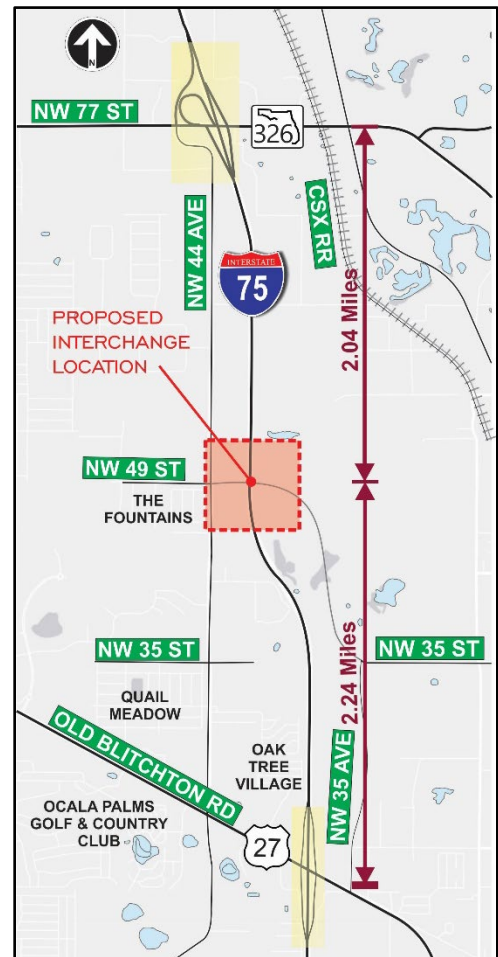 N
NW 77 ST
326
CSX RR
NW 44 AVE
INTERSTATE
75
2.04 Miles
PROPOSED
INTERCHANGE
LOCATION
NW 49 ST
THE
FOUNTAINS
2.24 Miles
NW 35 ST
NW 35 ST
QUAIL
MEADOW
OLD BLITCHTON RD
OAK
TREE
VILLAGE
NW 35 AVE
OCALA PALMS
GOLF & COUNTRY
CLUB
27